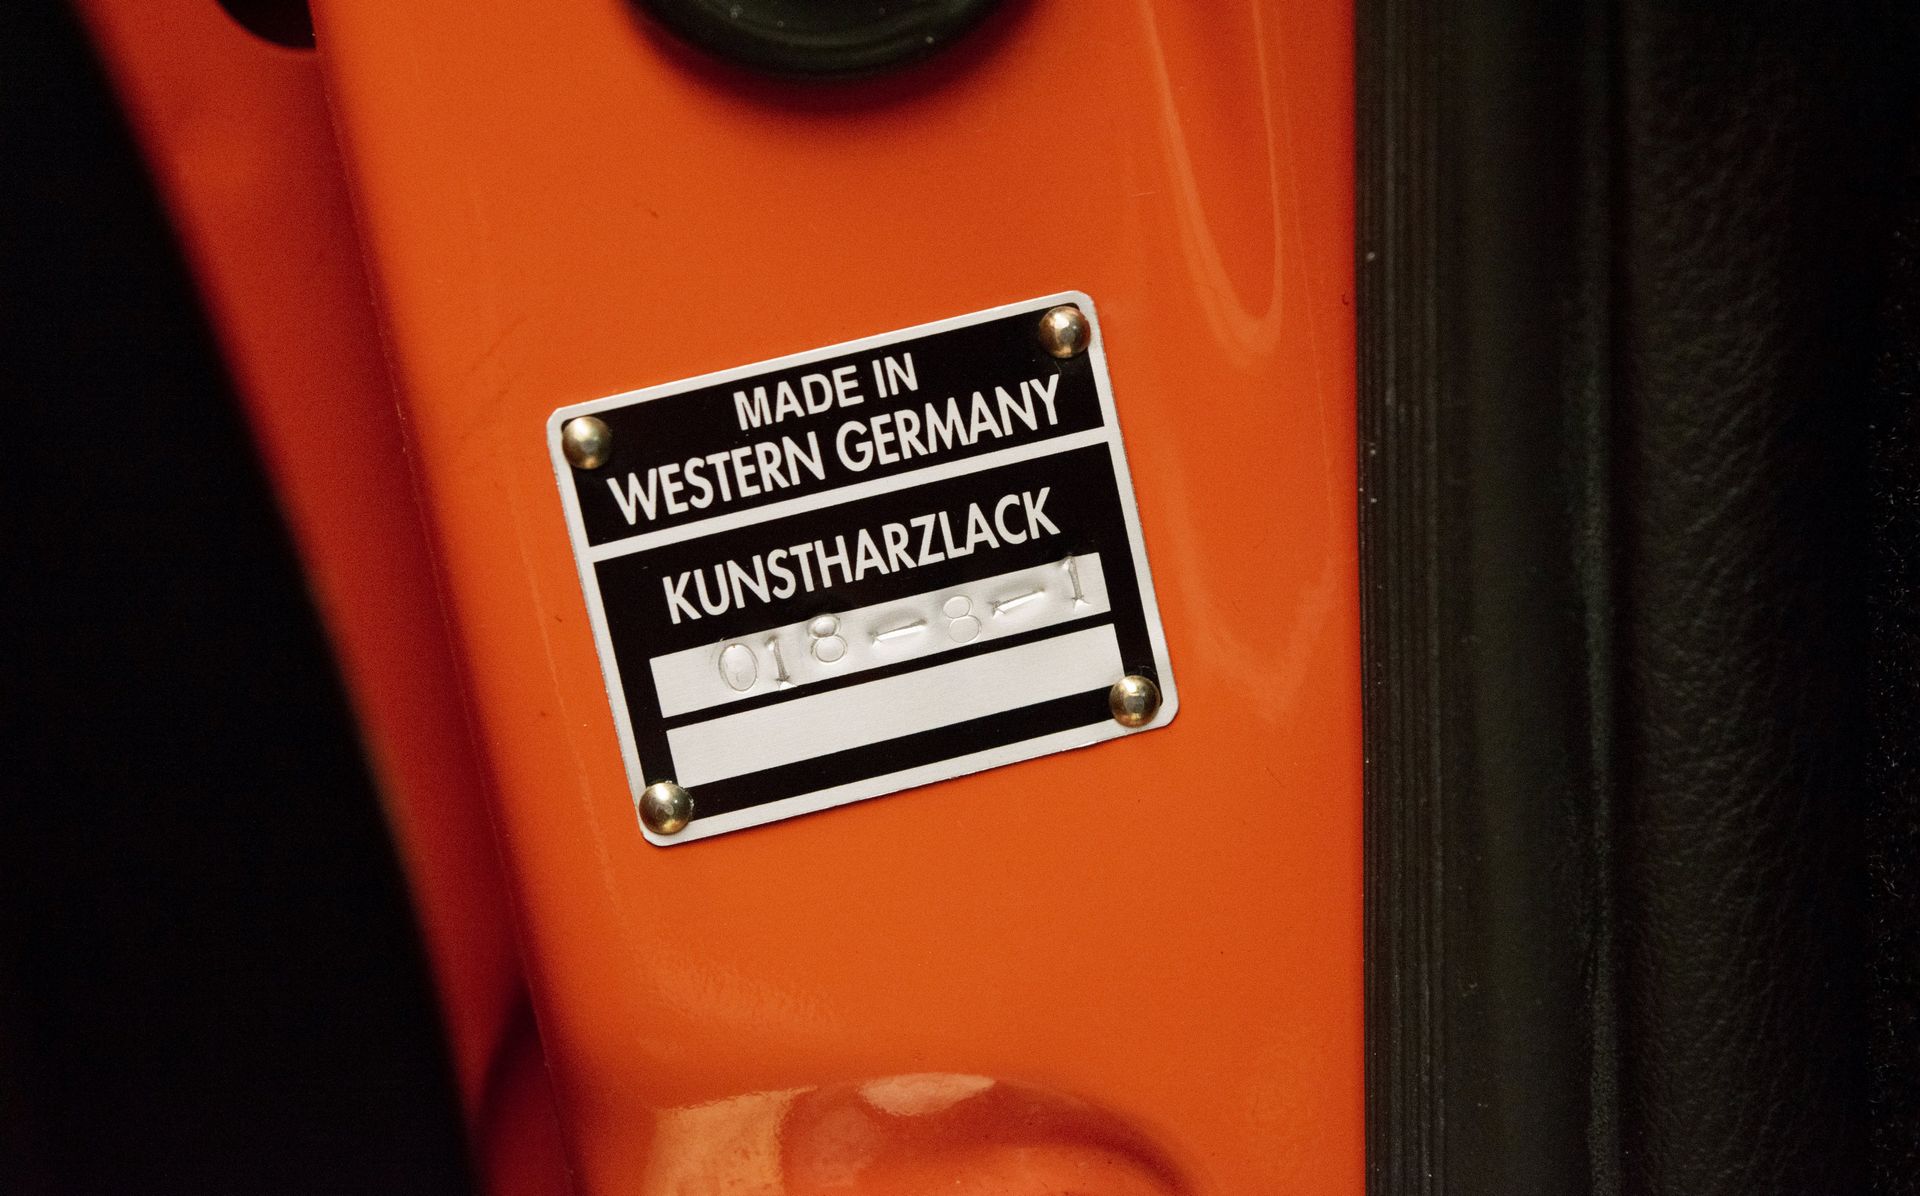 MADE IN
WESTERN GERMANY
KUNSTHARZLACK
018-8-1